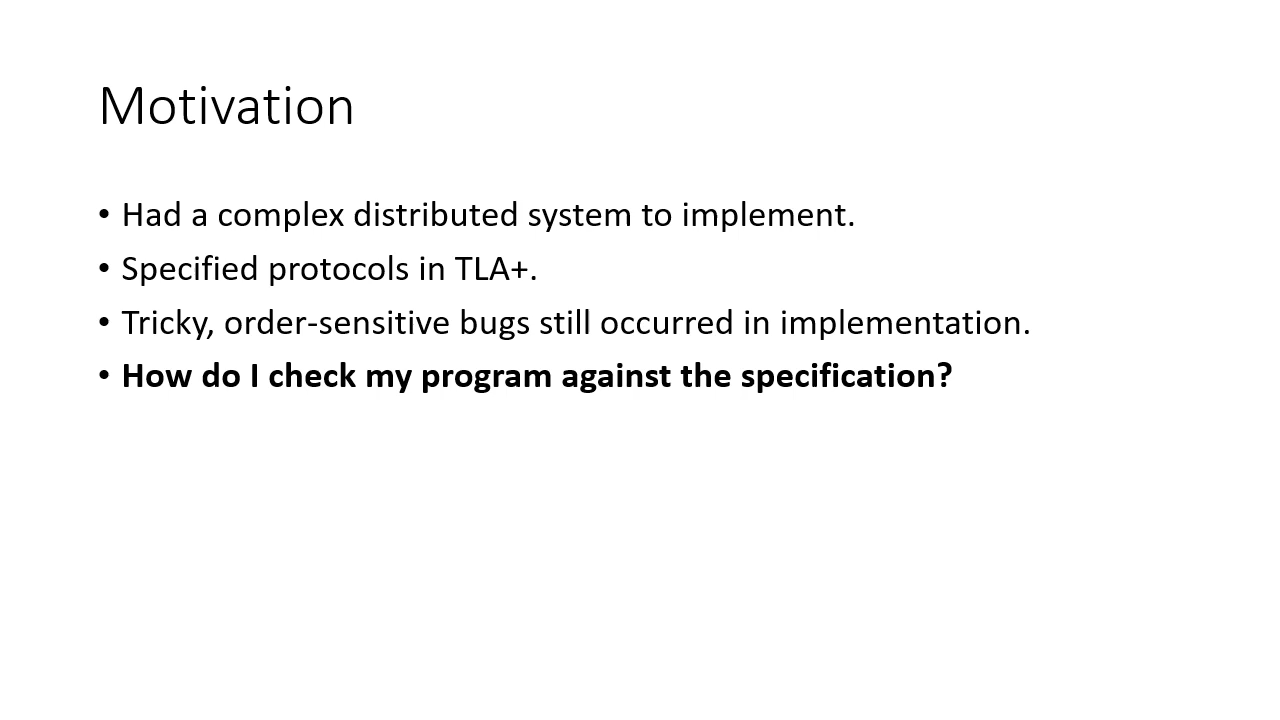 Motivation
• Had a complex distributed system to implement.
• Specified protocols in TLA+.
• Tricky, order-sensitive bugs still occurred in implementation.
• How do I check my program against the specification?